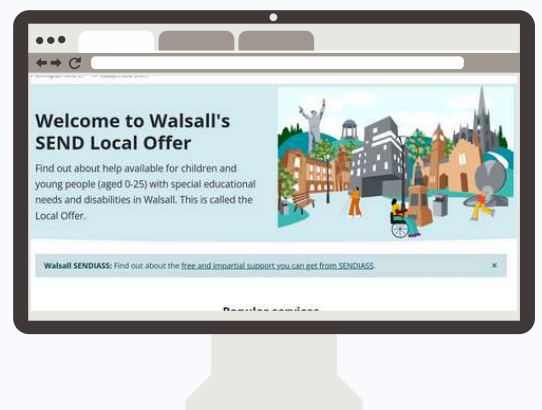 Welcome to Walsall's
SEND Local Offer
Find out about help available for children and
young people (aged 0-25) with special educational
needs and disabilities in Walsall. This is called the
Local Offer.
Walsall SENDIASS: Find out about the free and impartial support you can get from SENDIASS. ×
Popular services